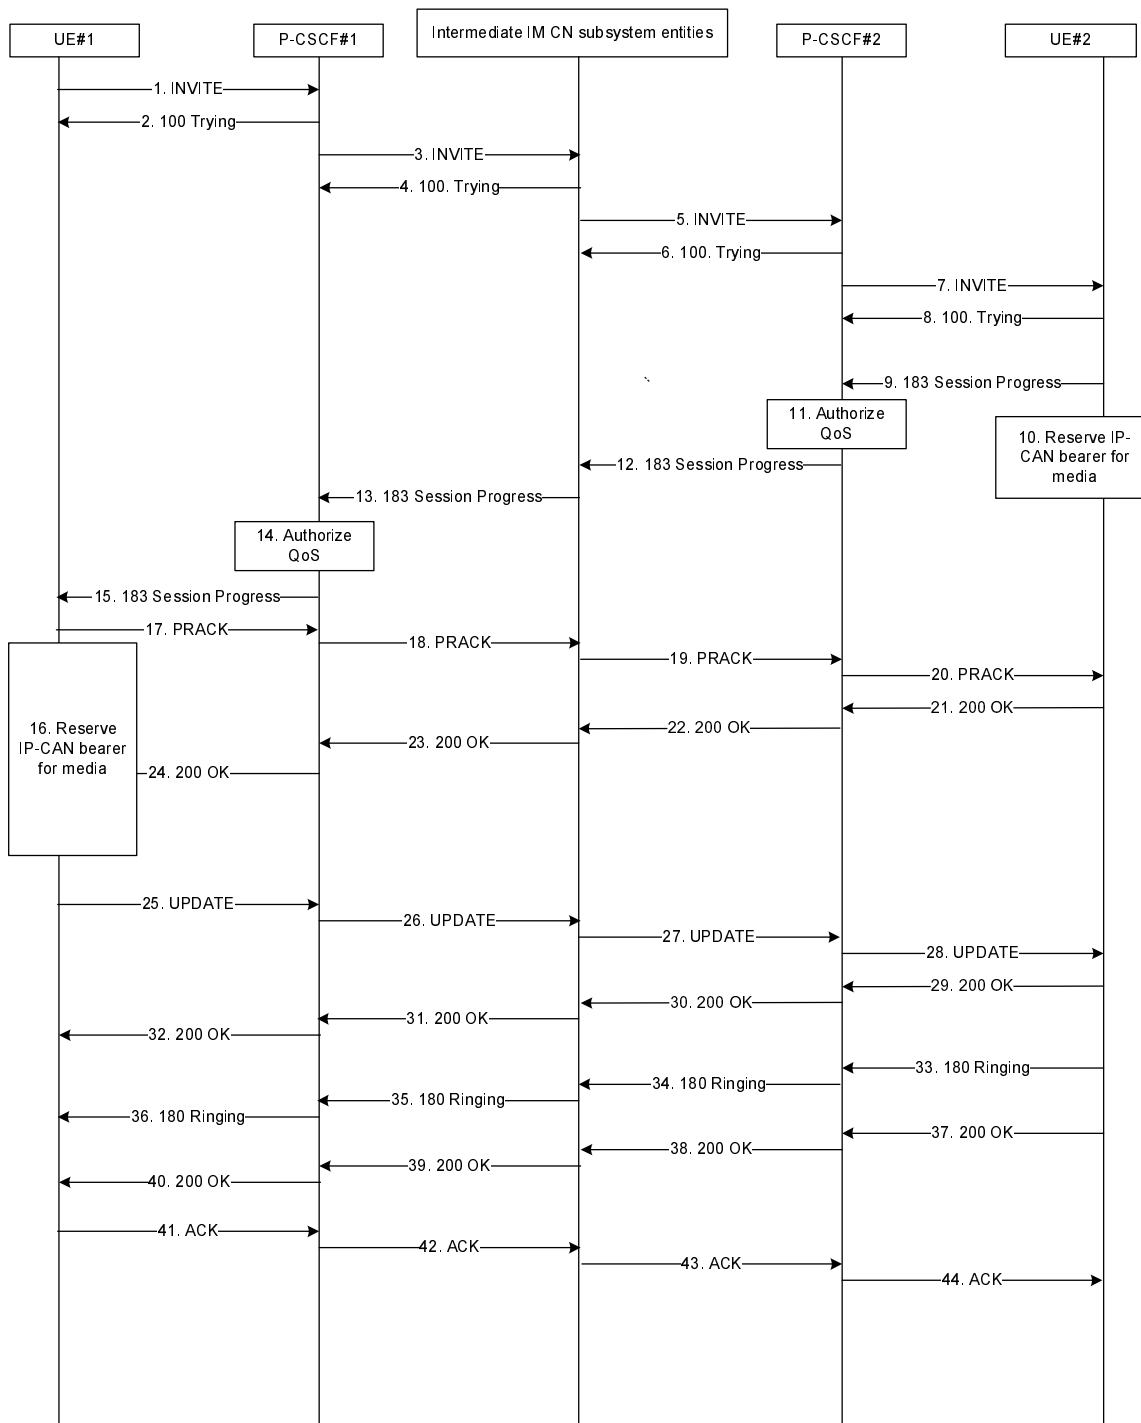 UE#1
P-CSCF#1
Intermediate IM CN subsystem entities
P-CSCF#2
UE#2
1. INVITE
2. 100 Trying
3. INVITE
4. 100. Trying
5. INVITE
6. 100. Trying
7. INVITE
8. 100. Trying
9. 183 Session Progress
11. Authorize
QoS
10. Reserve IP-
CAN bearer for
media
12. 183 Session Progress
13. 183 Session Progress
14. Authorize
QoS
15. 183 Session Progress
17. PRACK
18. PRACK
19. PRACK
20. PRACK
21. 200 OK
22. 200 OK
23. 200 OK
16. Reserve
IP-CAN bearer
for media
24. 200 OK
25. UPDATE
26. UPDATE
27. UPDATE
28. UPDATE
29. 200 OK
30. 200 OK
31. 200 OK
32. 200 OK
33. 180 Ringing
34. 180 Ringing
35. 180 Ringing
36. 180 Ringing
37. 200 OK
38. 200 OK
39. 200 OK
40. 200 OK
41. ACK
42. ACK
43. ACK
44. ACK